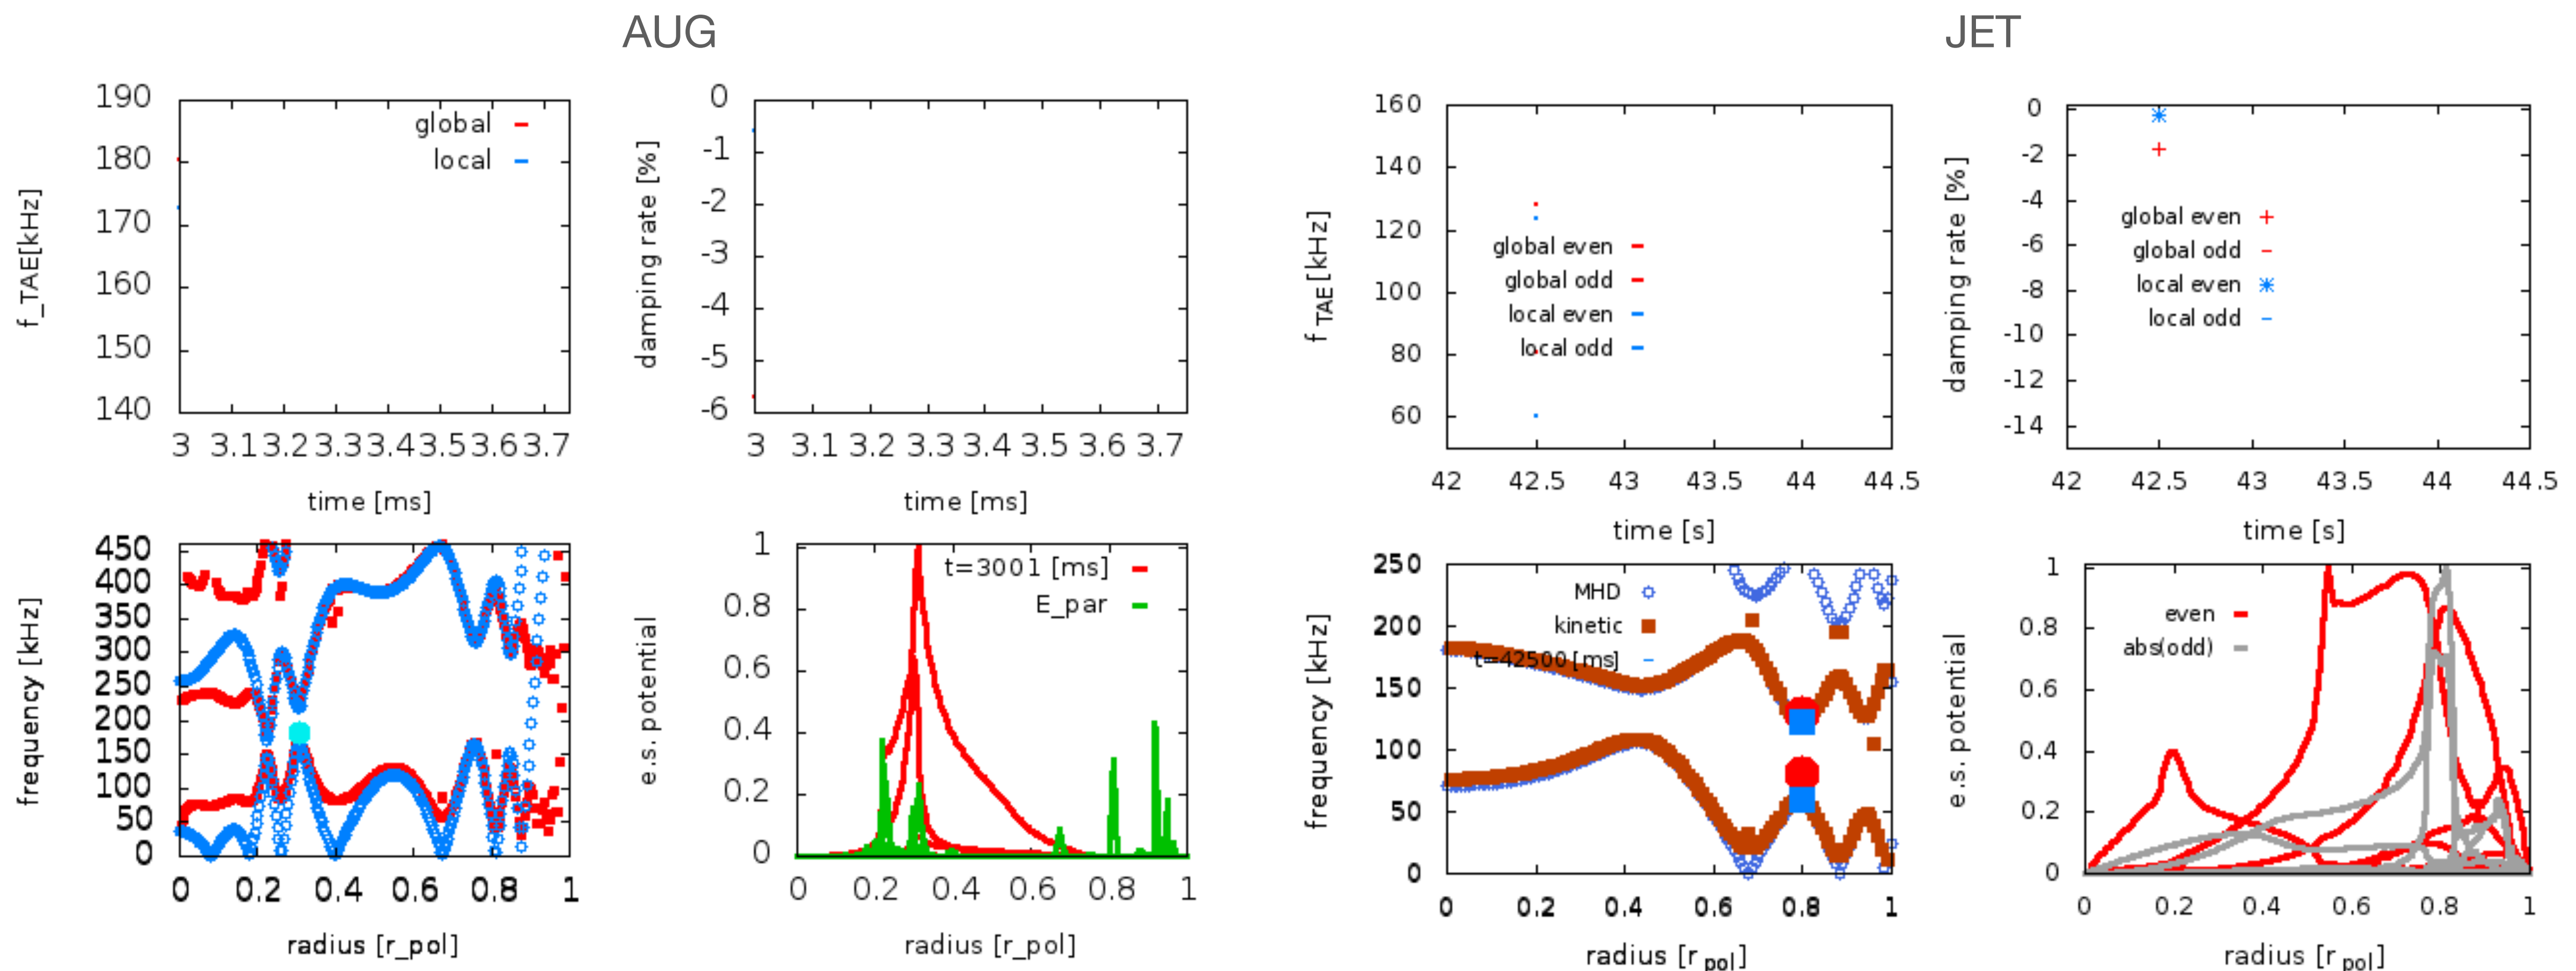 AUG
JET
190
180
170
160
150
140
f_TAE[kHz]
global
local
3 3.1 3.2 3.3 3.4 3.5 3.6 3.7
time [ms]
0
-1
-2
-3
-4
-5
-6
damping rate [%]
3 3.1 3.2 3.3 3.4 3.5 3.6 3.7
time [ms]
160
140
120
100
80
60
f TAE [kHz]
global even
global odd
local even
local odd
42 42.5 43 43.5 44 44.5
time [s]
0
-2
-4
-6
-8
-10
-12
-14
damping rate [%]
global even
global odd
local even
local odd
42 42.5 43 43.5 44 44.5
time [s]
450
400
350
300
250
200
150
100
50
0
frequency [kHz]
0 0.2 0.4 0.6 0.8 1
radius [r_pol]
1
0.8
0.6
0.4
0.2
0
e.s. potential
t=3001 [ms]
E_par
0 0.2 0.4 0.6 0.8 1
radius [r_pol]
250
200
150
100
50
0
frequency [kHz]
MHD
kinetic
t=42500 [ms]
0 0.2 0.4 0.6 0.8 1
radius [r pol]
1
0.8
0.6
0.4
0.2
0
e.s. potential
even
abs(odd)
0 0.2 0.4 0.6 0.8 1
radius [r pol]